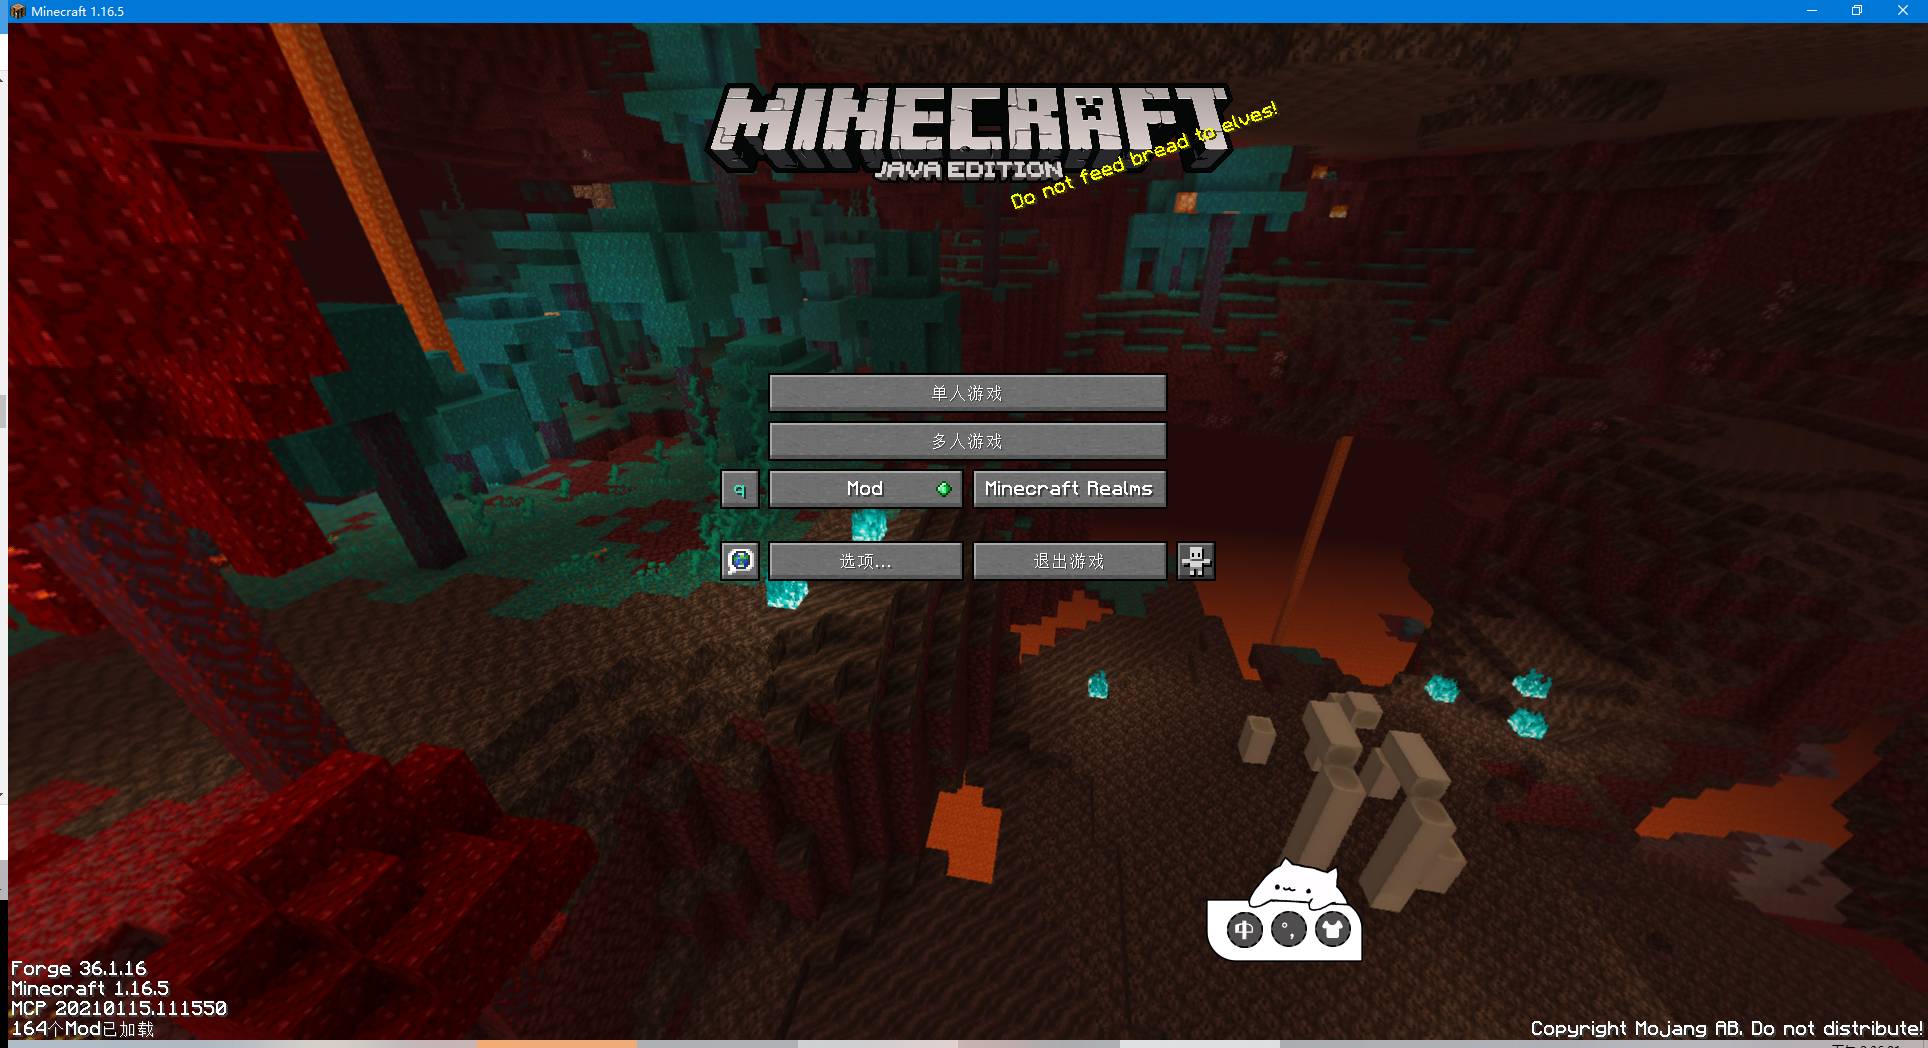 Minecraft 1.16.5
MINECRAFT
JAVA EDITION
Do not feed bread to elves!
单人游戏
多人游戏
q
Mod
Minecraft Realms
选项...
退出游戏
中 °,
Forge 36.1.16
Minecraft 1.16.5
MCP 20210115.111550
164个Mod已加载
Copyright Mojang AB. Do not distribute!